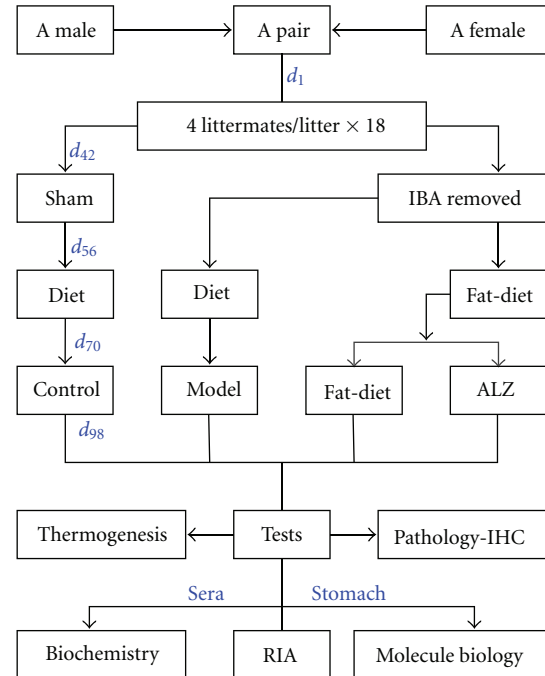 A male
A pair
A female
d1
4 littermates/litter × 18
d42
Sham
IBA removed
d56
Diet
Diet
Fat-diet
d70
Control
Model
Fat-diet
ALZ
d98
Thermogenesis
Tests
Pathology-IHC
Sera
Stomach
Biochemistry
RIA
Molecule biology